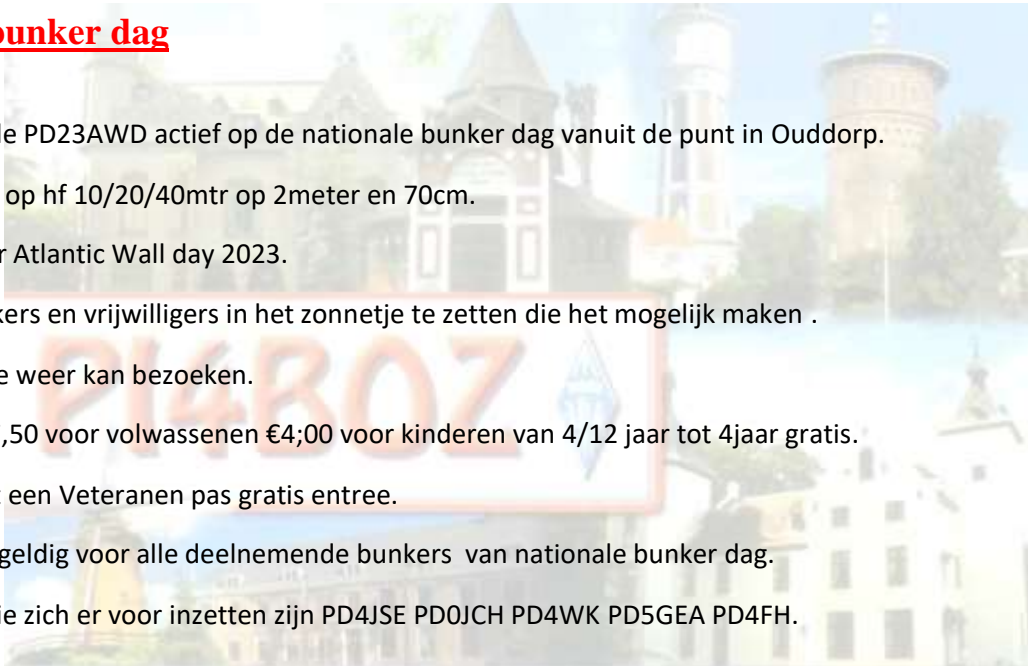 bunker dag
PD23AWD actief op de nationale bunker dag vanuit de punt in Ouddorp.
op hf 10/20/40mtr op 2meter en 70cm.
Atlantic Wall day 2023.
en vrijwilligers in het zonnetje te zetten die het mogelijk maken .
weer kan bezoeken.
PI4BOZ
,50 voor volwassenen €4;00 voor kinderen van 4/12 jaar tot 4jaar gratis.
een Veteranen pas gratis entree.
geldig voor alle deelnemende bunkers van nationale bunker dag.
zich er voor inzetten zijn PD4JSE PD0JCH PD4WK PD5GEA PD4FH.